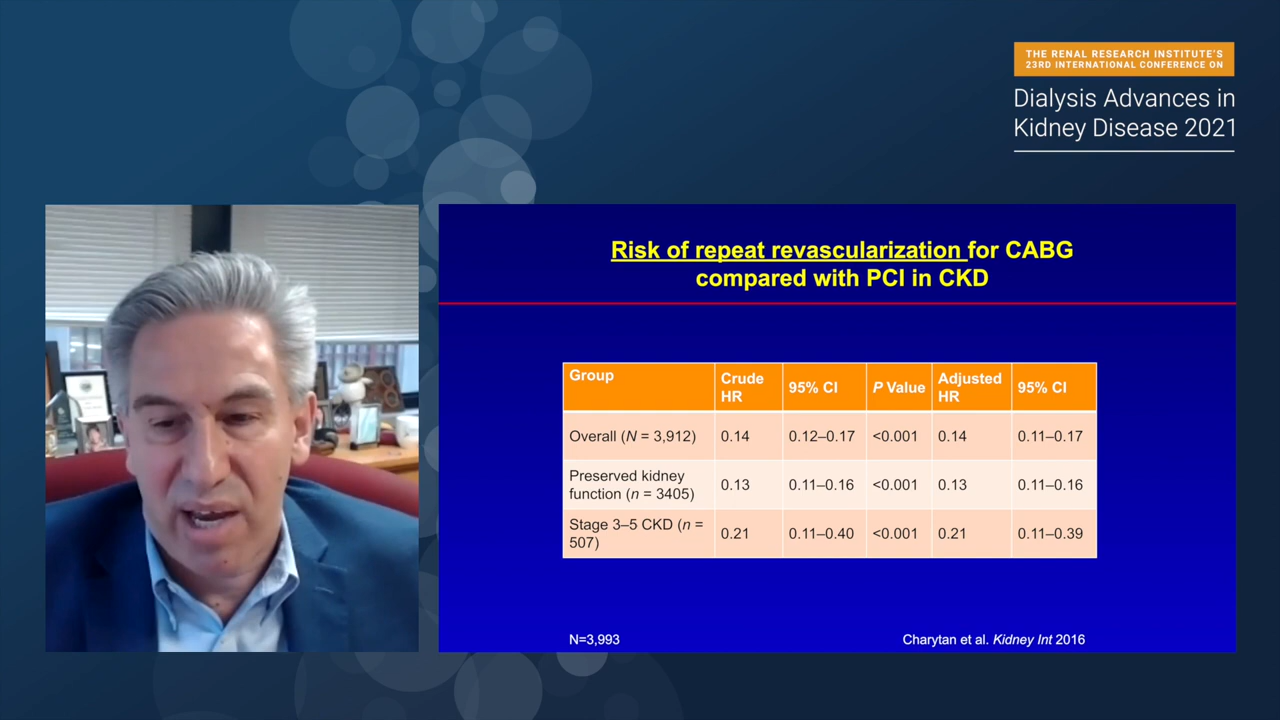 THE RENAL RESEARCH INSTITUTE'S
23RD INTERNATIONAL CONFERENCE ON
Dialysis Advances in
Kidney Disease 2021
Risk of repeat revascularization for CABG
compared with PCI in CKD
Group Crude HR 95% CI P Value Adjusted HR 95% CI
Overall (N = 3,912) 0.14 0.12–0.17 <0.001 0.14 0.11–0.17
Preserved kidney function (n = 3405) 0.13 0.11–0.16 <0.001 0.13 0.11–0.16
Stage 3–5 CKD (n = 507) 0.21 0.11–0.40 <0.001 0.21 0.11–0.39
N=3,993
Charytan et al. Kidney Int 2016